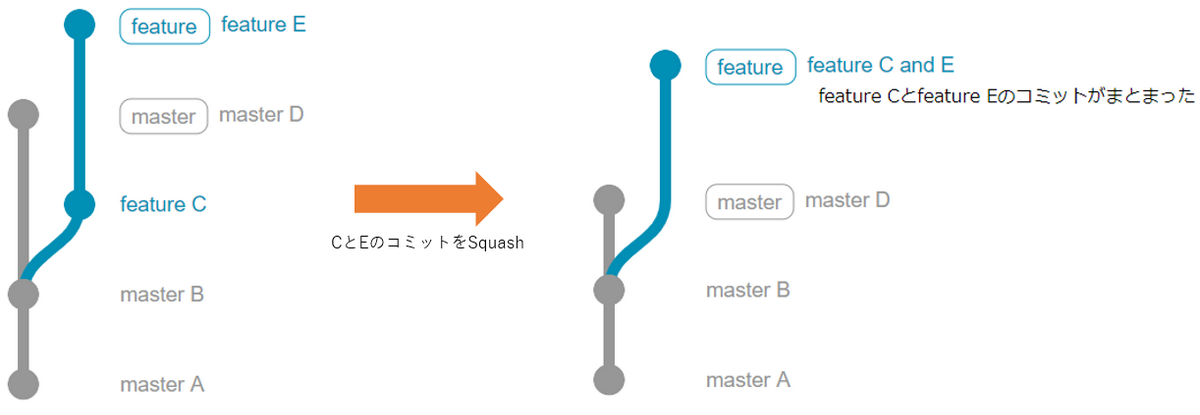 feature feature E
master master D
feature C
master B
master A
CとEのコミットをSquash
feature feature C and E
feature Cとfeature Eのコミットがまとまった
master master D
master B
master A